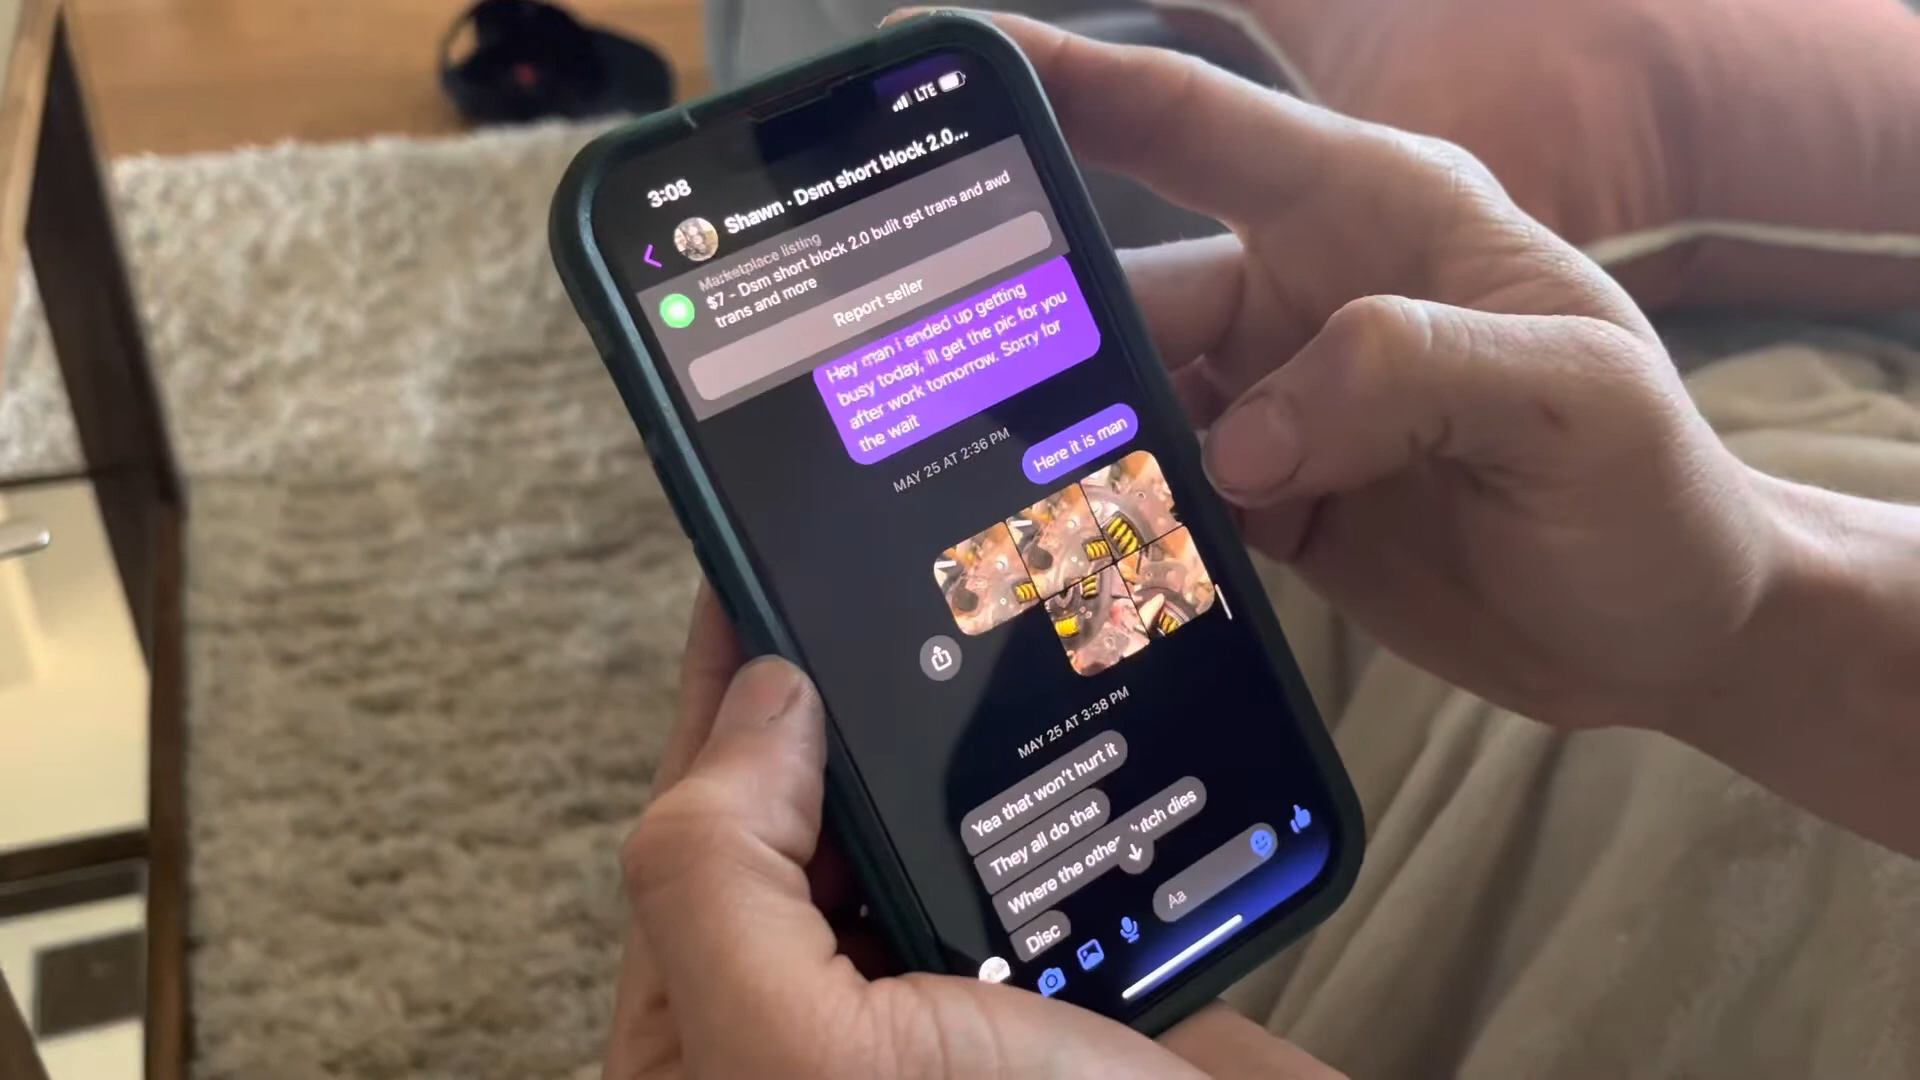 3:08
LTE
Shawn · Dsm short block 2.0...
Marketplace listing
$7 - Dsm short block 2.0 bulit gst trans and awd
trans and more
Report seller
Hey man i ended up getting
busy today, ill get the pic for you
after work tomorrow. Sorry for
the wait
MAY 25 AT 2:36 PM
Here it is man
MAY 25 AT 3:38 PM
Yea that won't hurt it
They all do that
Where the other dies
Disc
Aa